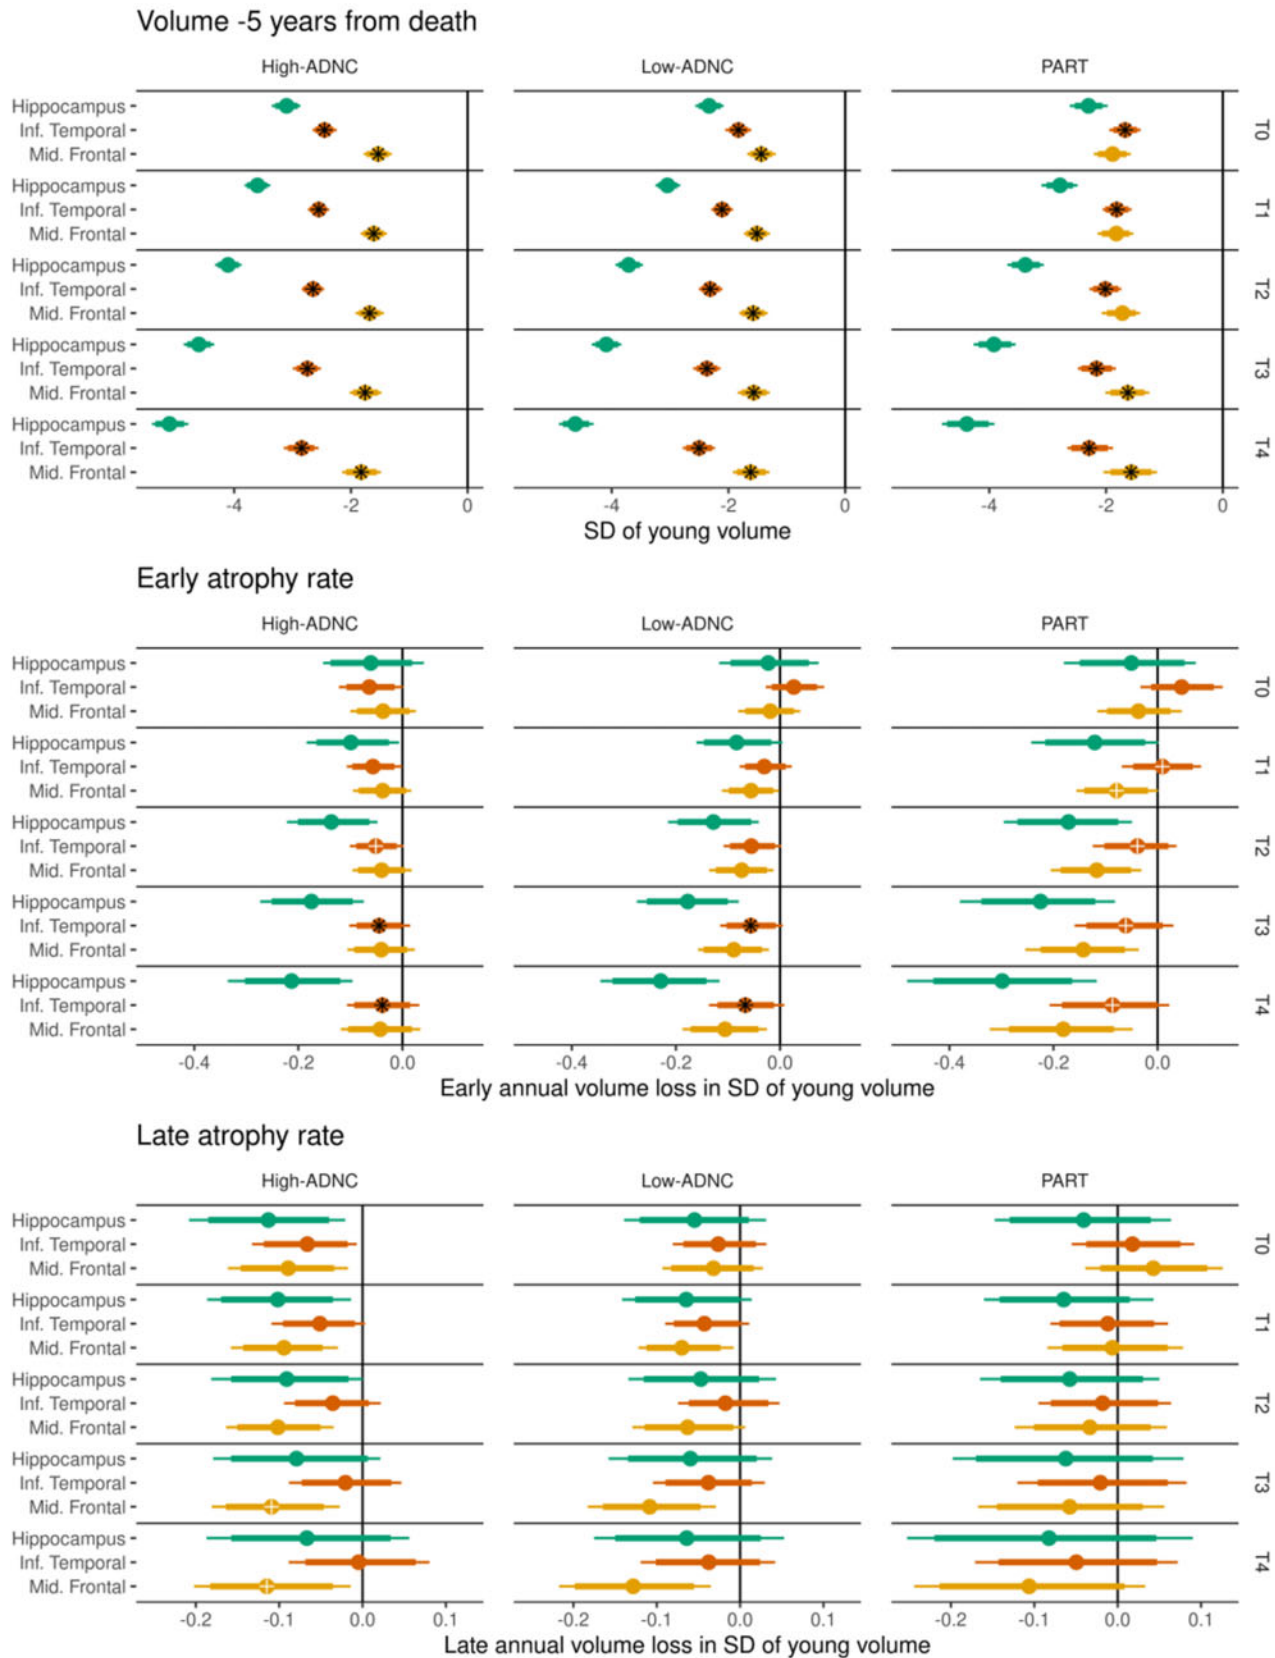 Volume -5 years from death
High-ADNC Low-ADNC PART
Hippocampus
Inf. Temporal T0
Mid. Frontal
Hippocampus
Inf. Temporal T1
Mid. Frontal
Hippocampus
Inf. Temporal T2
Mid. Frontal
Hippocampus
Inf. Temporal T3
Mid. Frontal
Hippocampus
Inf. Temporal T4
Mid. Frontal
-4 -2 0 -4 -2 0 -4 -2 0
SD of young volume
Early atrophy rate
High-ADNC Low-ADNC PART
Hippocampus
Inf. Temporal T0
Mid. Frontal
Hippocampus
Inf. Temporal T1
Mid. Frontal
Hippocampus
Inf. Temporal T2
Mid. Frontal
Hippocampus
Inf. Temporal T3
Mid. Frontal
Hippocampus
Inf. Temporal T4
Mid. Frontal
-0.4 -0.2 0.0 -0.4 -0.2 0.0 -0.4 -0.2 0.0
Early annual volume loss in SD of young volume
Late atrophy rate
High-ADNC Low-ADNC PART
Hippocampus
Inf. Temporal T0
Mid. Frontal
Hippocampus
Inf. Temporal T1
Mid. Frontal
Hippocampus
Inf. Temporal T2
Mid. Frontal
Hippocampus
Inf. Temporal T3
Mid. Frontal
Hippocampus
Inf. Temporal T4
Mid. Frontal
-0.2 -0.1 0.0 0.1 -0.2 -0.1 0.0 0.1 -0.2 -0.1 0.0 0.1
Late annual volume loss in SD of young volume